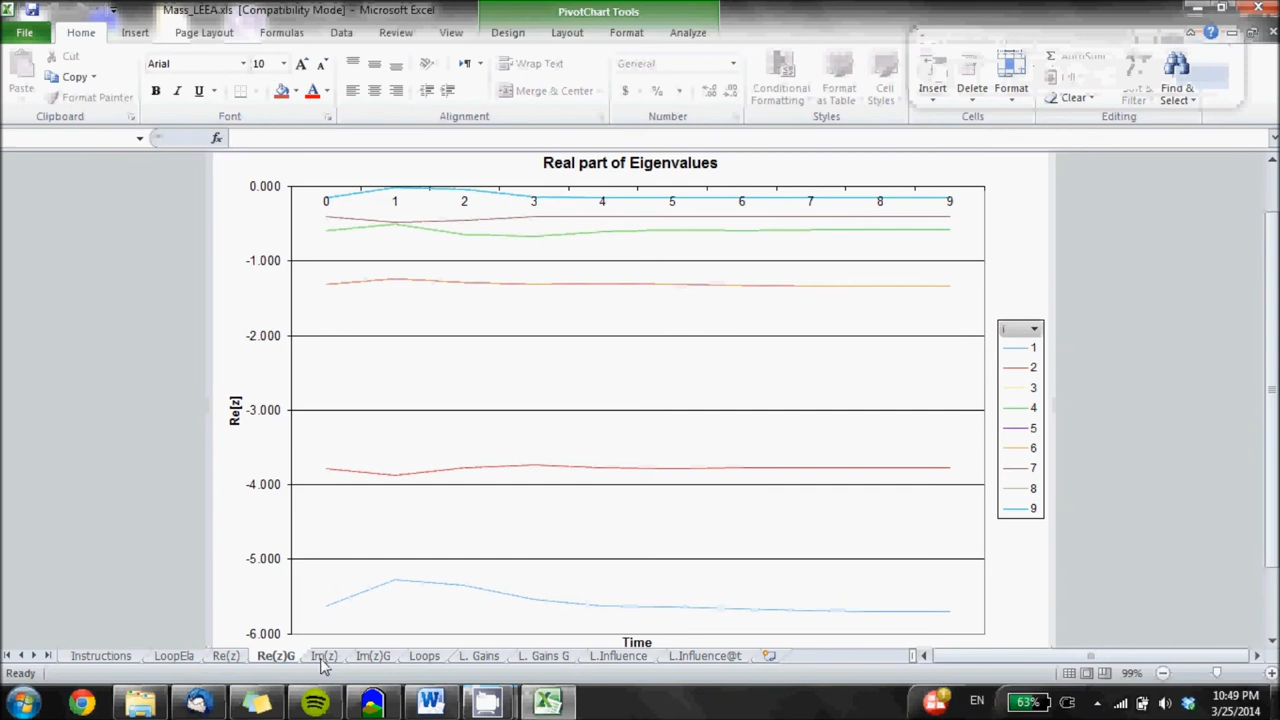 Mass_LEEA.xls [Compatibility Mode] - Microsoft Excel
PivotChart Tools
File Home Insert Page Layout Formulas Data Review View Design Layout Format Analyze
Cut
Copy
Format Painter
Paste
Clipboard
Arial 10
B I U
Font
Wrap Text
Merge & Center
Alignment
General
$ % ,
Number
Conditional Formatting
Format as Table
Cell Styles
Styles
Insert Delete Format
Cells
Σ AutoSum
Fill
Clear
Sort & Filter
Find & Select
Editing
fx
Real part of Eigenvalues
0.000
0 1 2 3 4 5 6 7 8 9
-1.000
-2.000
-3.000
-4.000
-5.000
-6.000
Re[z]
Time
i
1
2
3
4
5
6
7
8
9
Instructions LoopEla Re(z) Re(z)G Im(z) Im(z)G Loops L. Gains L. Gains G L.Influence L.Influence@t
Ready
99%
EN
63%
10:49 PM
3/25/2014